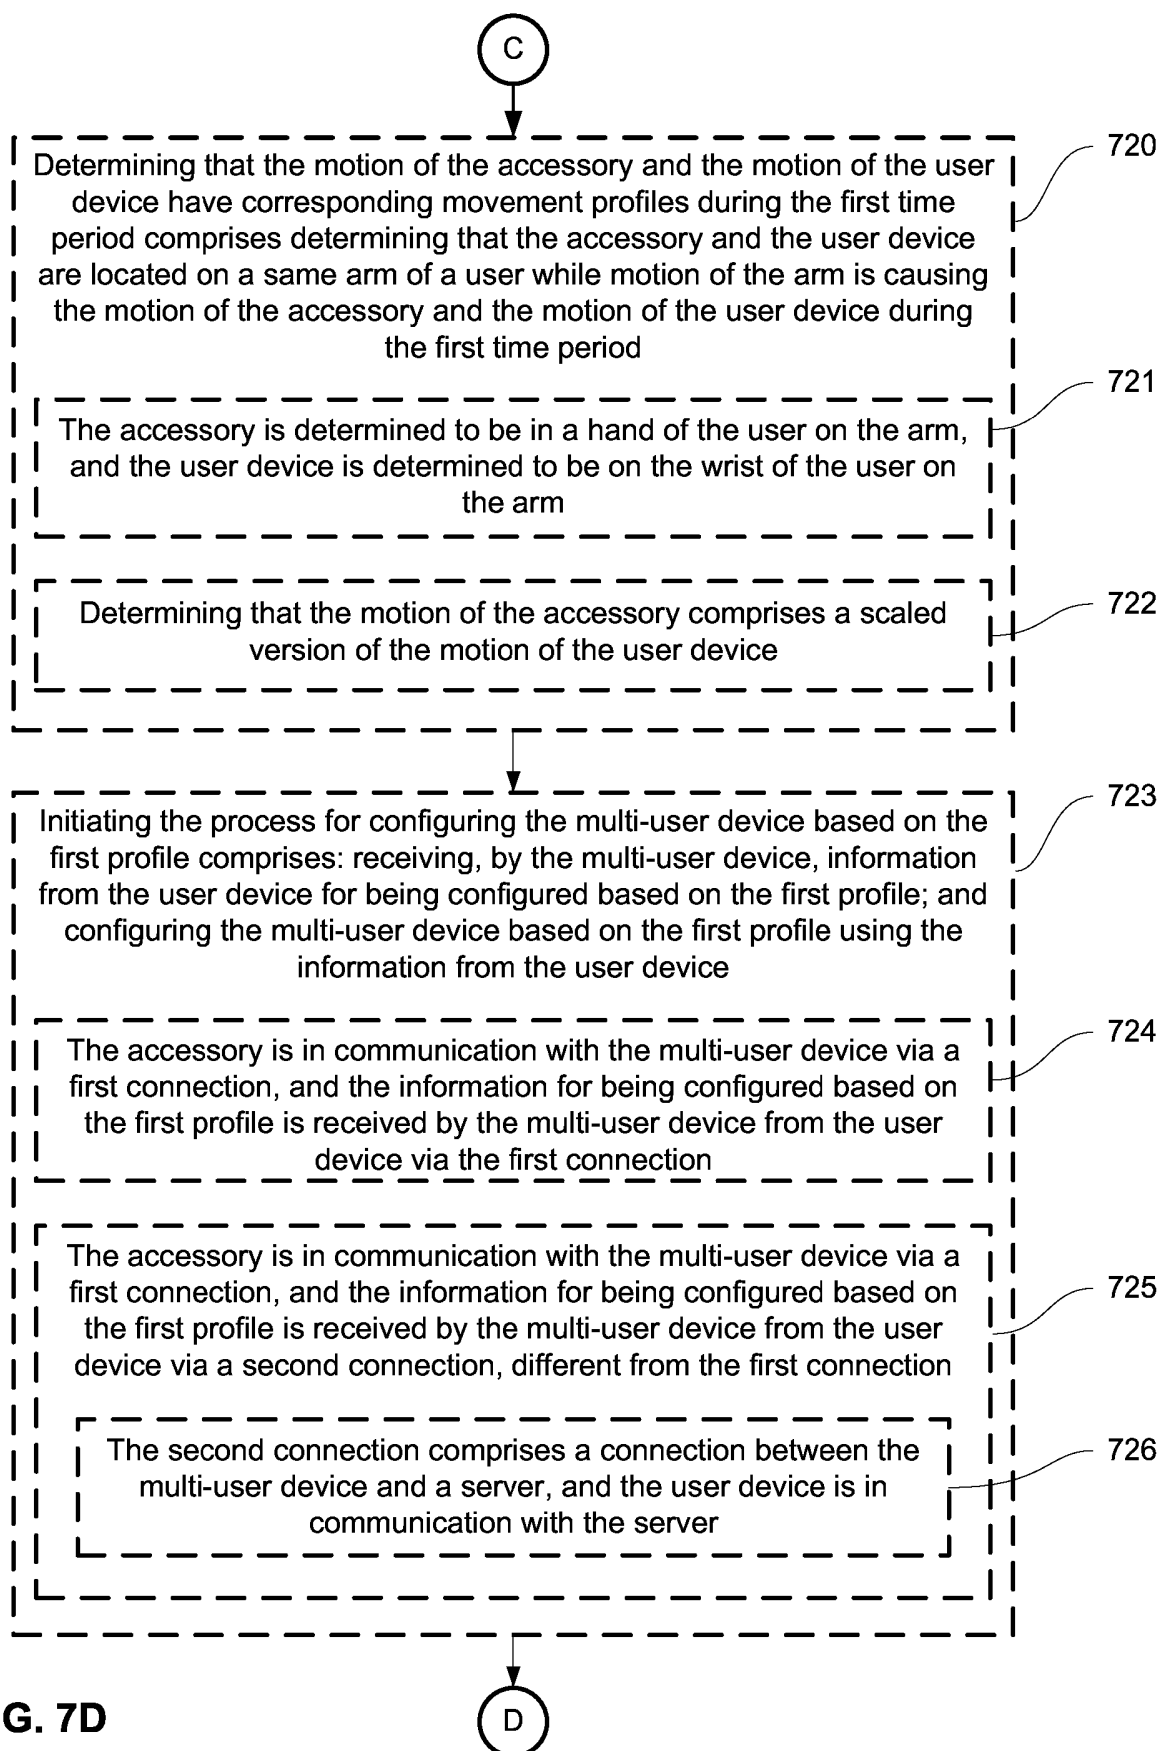 C
720
Determining that the motion of the accessory and the motion of the user
device have corresponding movement profiles during the first time
period comprises determining that the accessory and the user device
are located on a same arm of a user while motion of the arm is causing
the motion of the accessory and the motion of the user device during
the first time period
721
The accessory is determined to be in a hand of the user on the arm,
and the user device is determined to be on the wrist of the user on
the arm
722
Determining that the motion of the accessory comprises a scaled
version of the motion of the user device
723
Initiating the process for configuring the multi-user device based on the
first profile comprises: receiving, by the multi-user device, information
from the user device for being configured based on the first profile; and
configuring the multi-user device based on the first profile using the
information from the user device
724
The accessory is in communication with the multi-user device via a
first connection, and the information for being configured based on
the first profile is received by the multi-user device from the user
device via the first connection
725
The accessory is in communication with the multi-user device via a
first connection, and the information for being configured based on
the first profile is received by the multi-user device from the user
device via a second connection, different from the first connection
726
The second connection comprises a connection between the
multi-user device and a server, and the user device is in
communication with the server
G. 7D
D